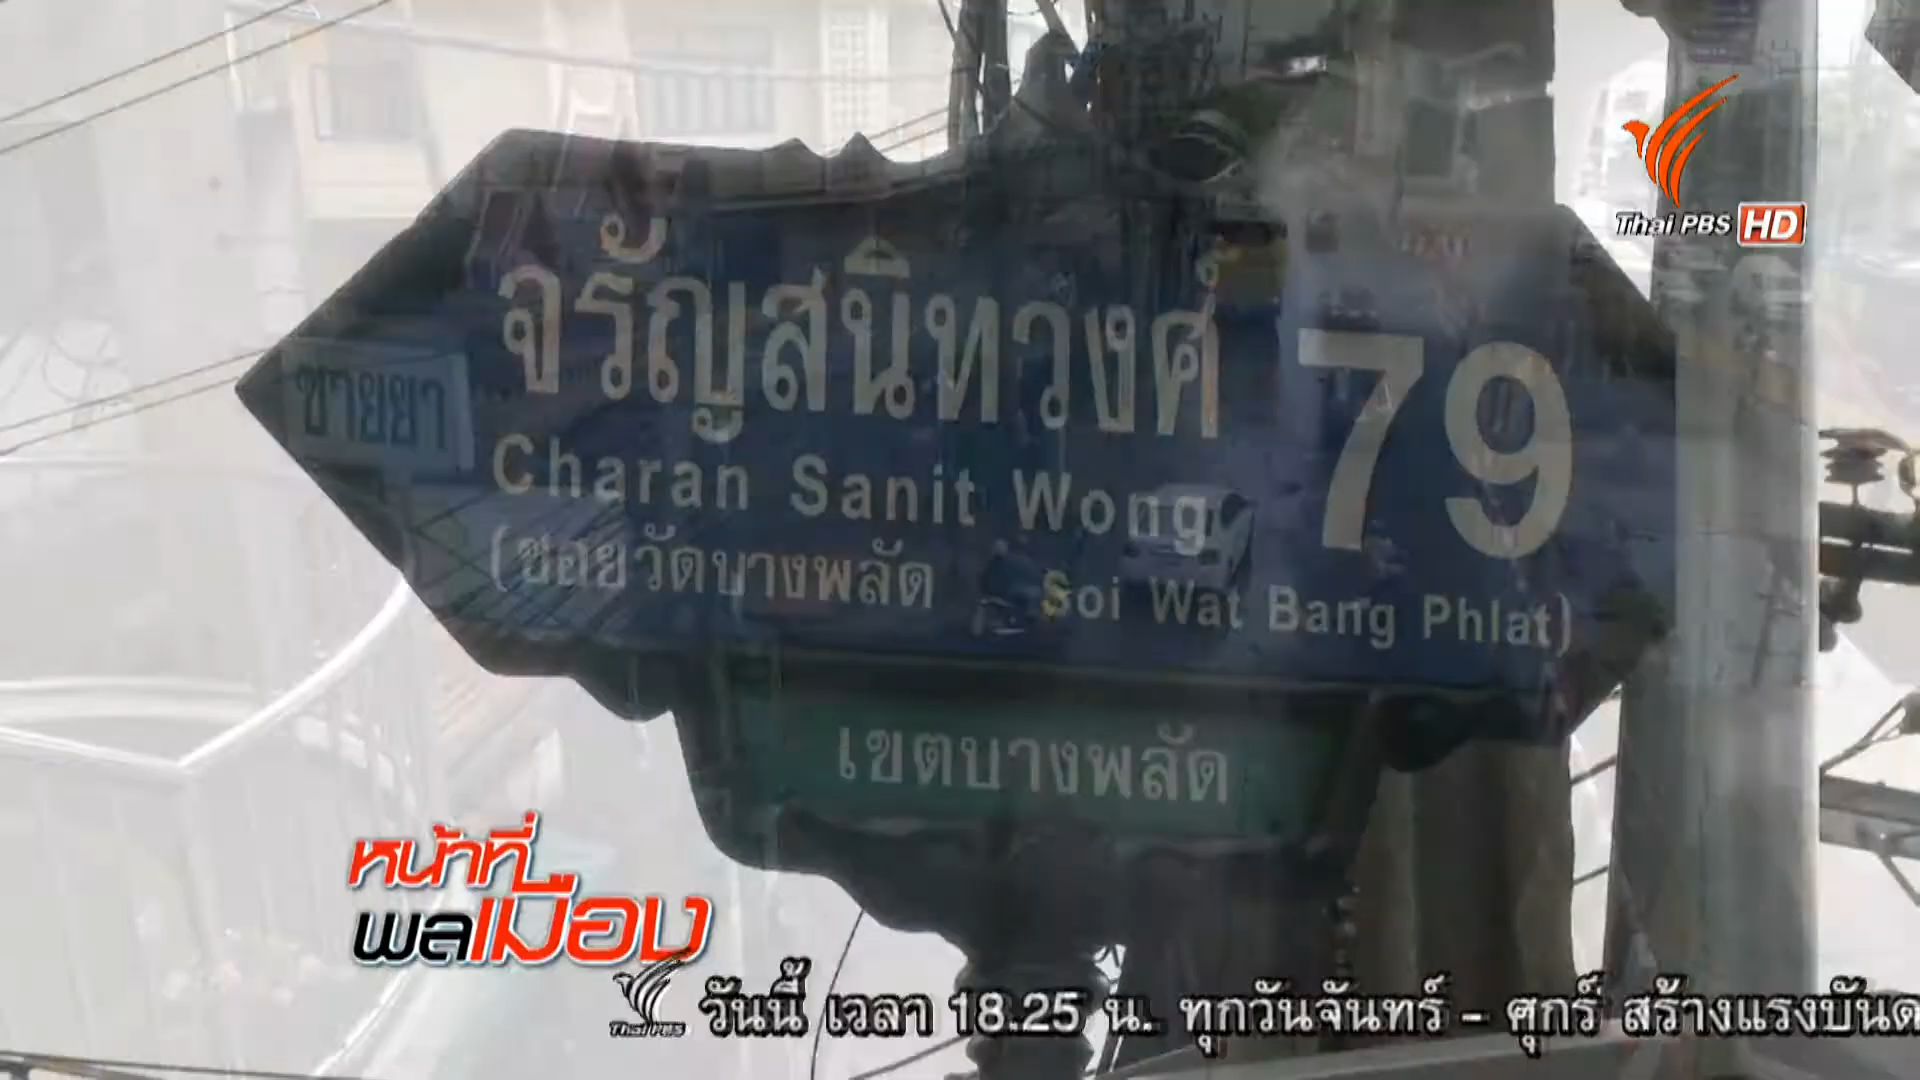 Thai PBS HD
จรัญสนิทวงศ์ 79
ขายยา
Charan Sanit Wong
(ซอยวัดบางพลัด Soi Wat Bang Phlat)
เขตบางพลัด
หน้าที่
พลเมือง
Thai PBS วันนี้ เวลา 18.25 น. ทุกวันจันทร์ - ศุกร์ สร้างแรงบันด